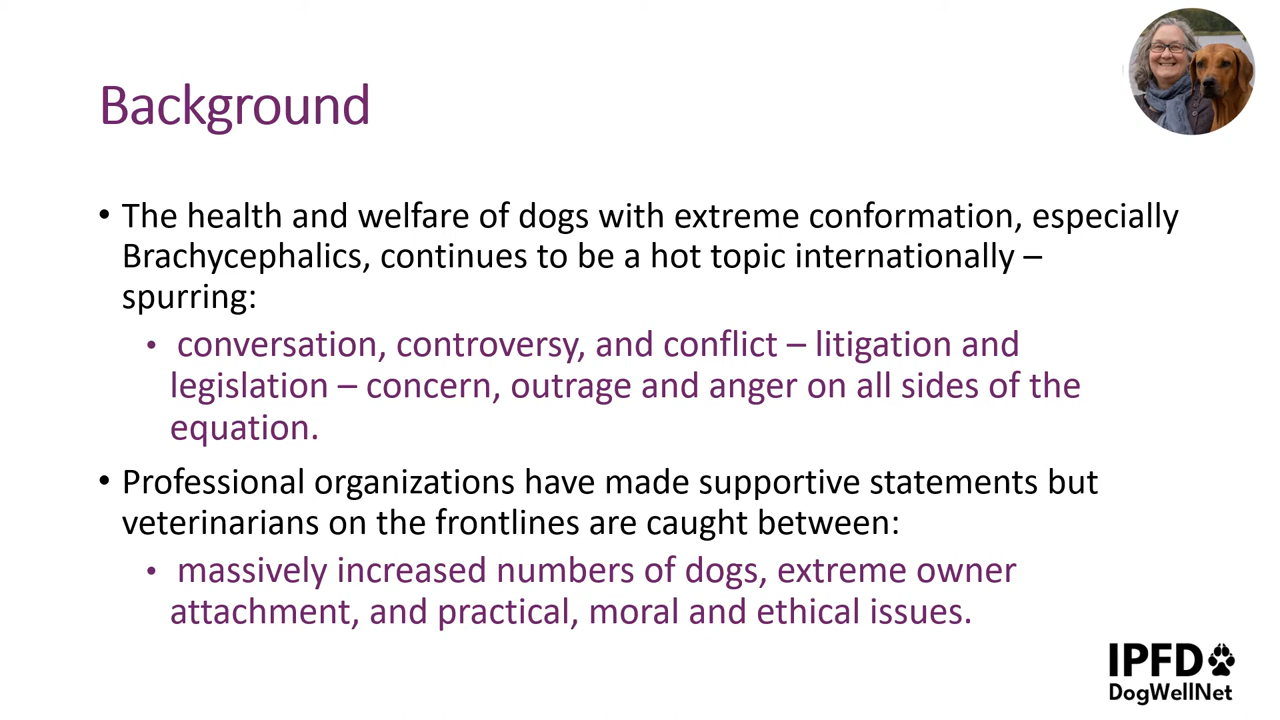 Background
• The health and welfare of dogs with extreme conformation, especially
Brachycephalics, continues to be a hot topic internationally –
spurring:
• conversation, controversy, and conflict – litigation and
legislation – concern, outrage and anger on all sides of the
equation.
• Professional organizations have made supportive statements but
veterinarians on the frontlines are caught between:
• massively increased numbers of dogs, extreme owner
attachment, and practical, moral and ethical issues.
IPFD
DogWellNet